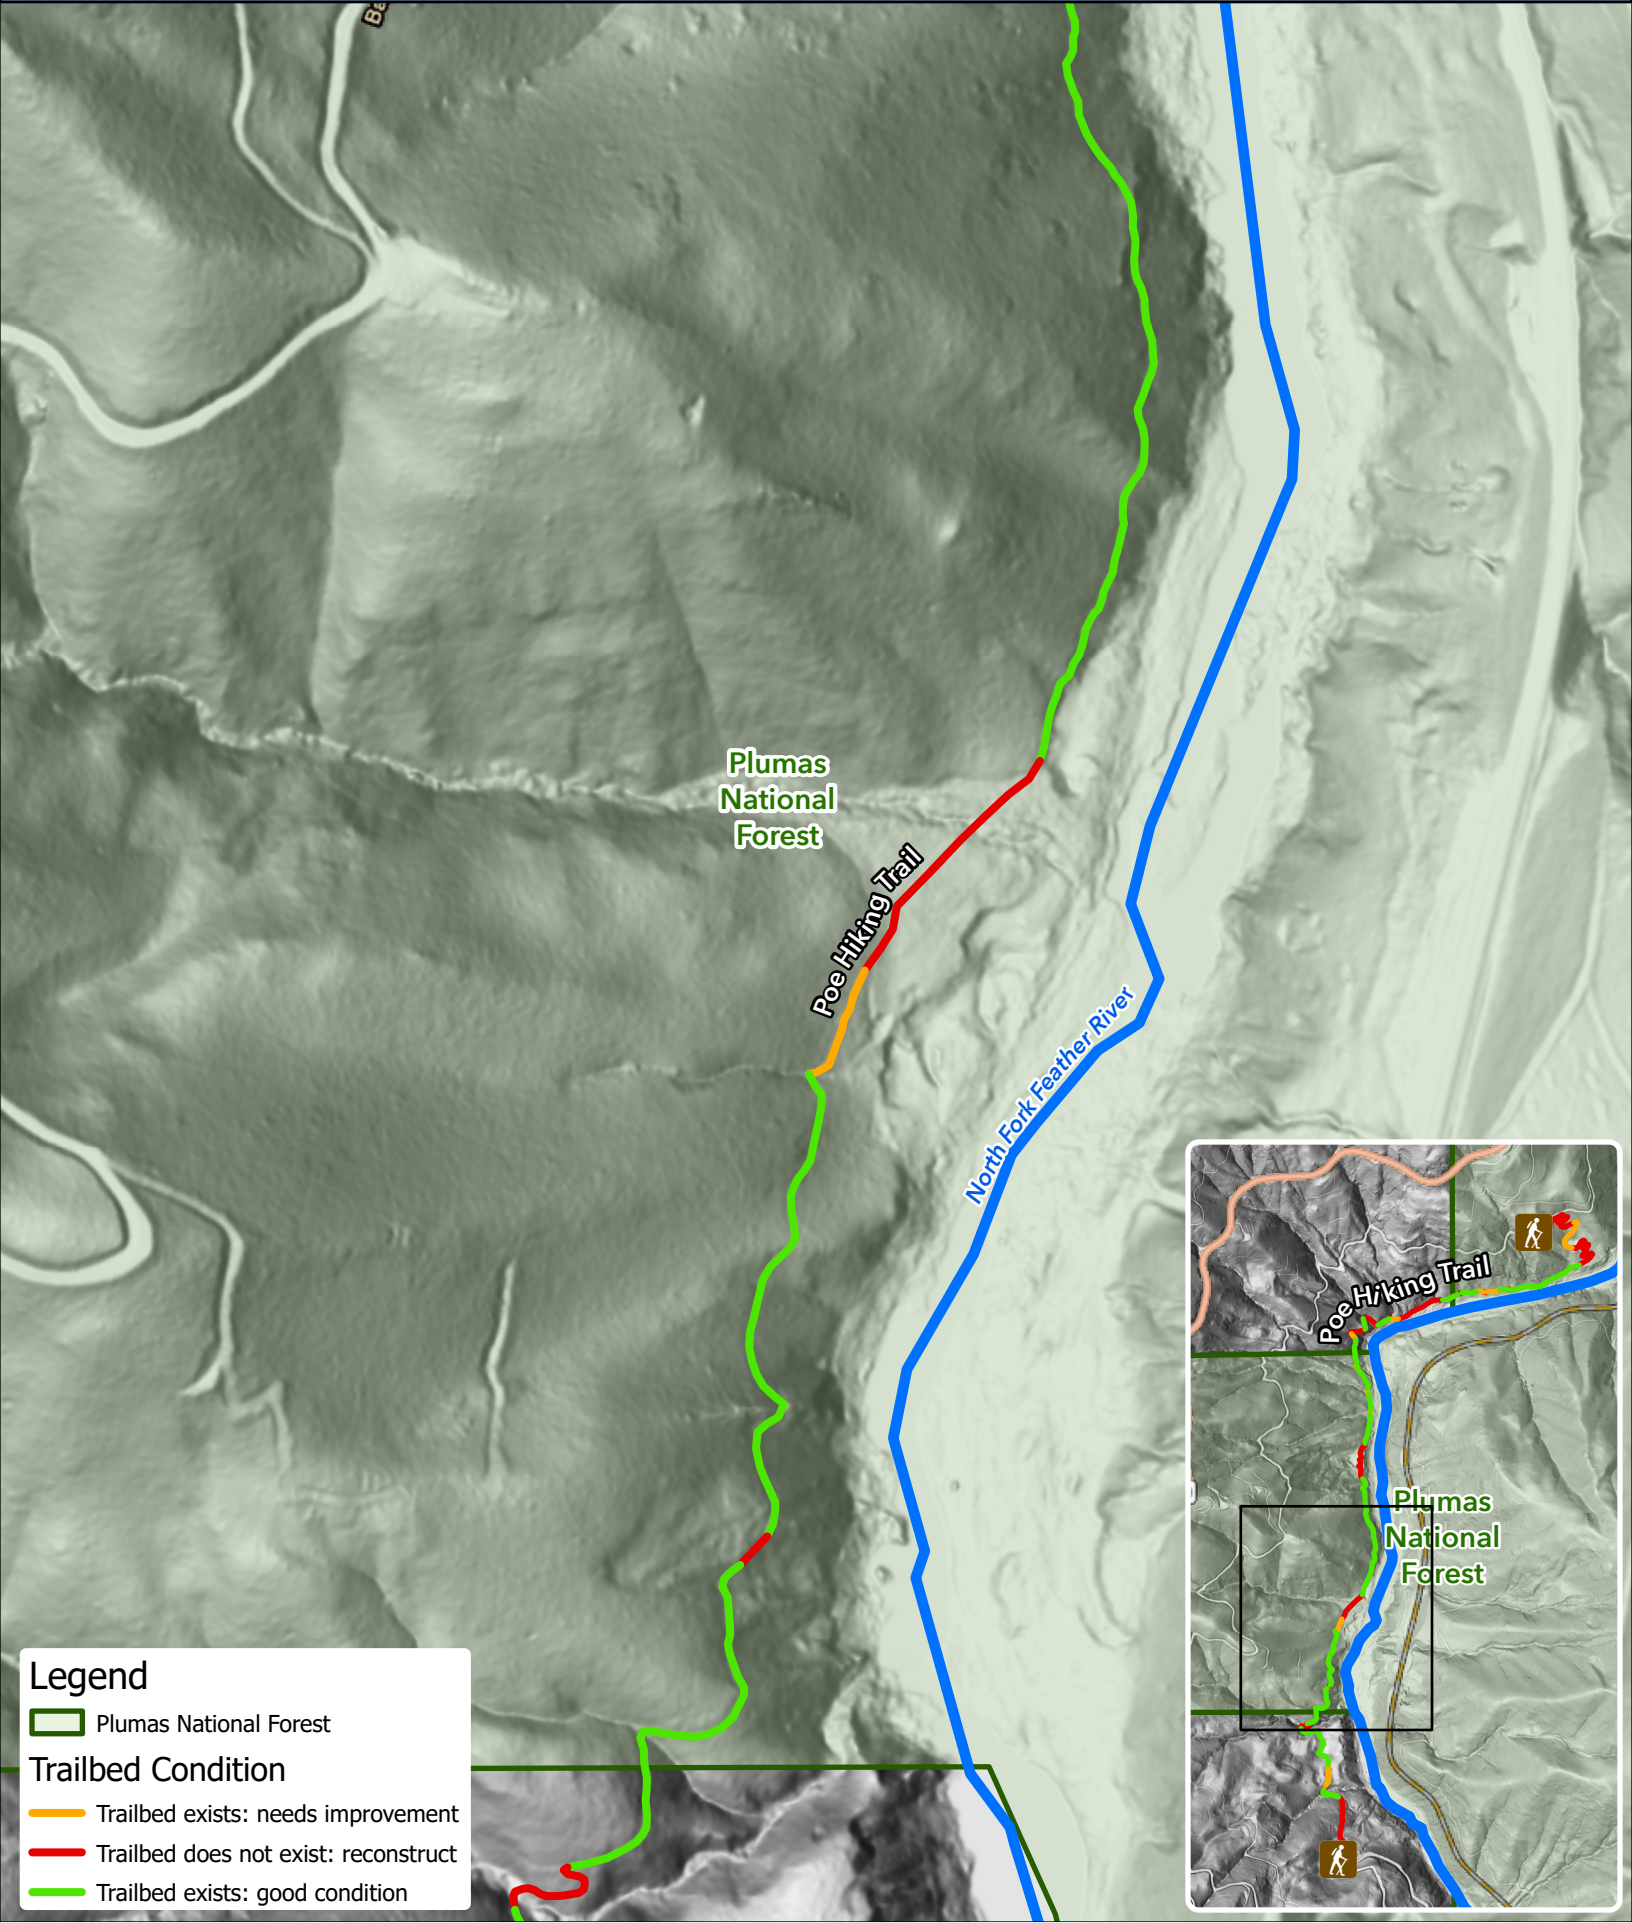 Ba
Plumas
National
Forest
Poe Hiking Trail
North Fork Feather River
Poe Hiking Trail
Plumas
National
Forest
Legend
Plumas National Forest
Trailbed Condition
Trailbed exists: needs improvement
Trailbed does not exist: reconstruct
Trailbed exists: good condition